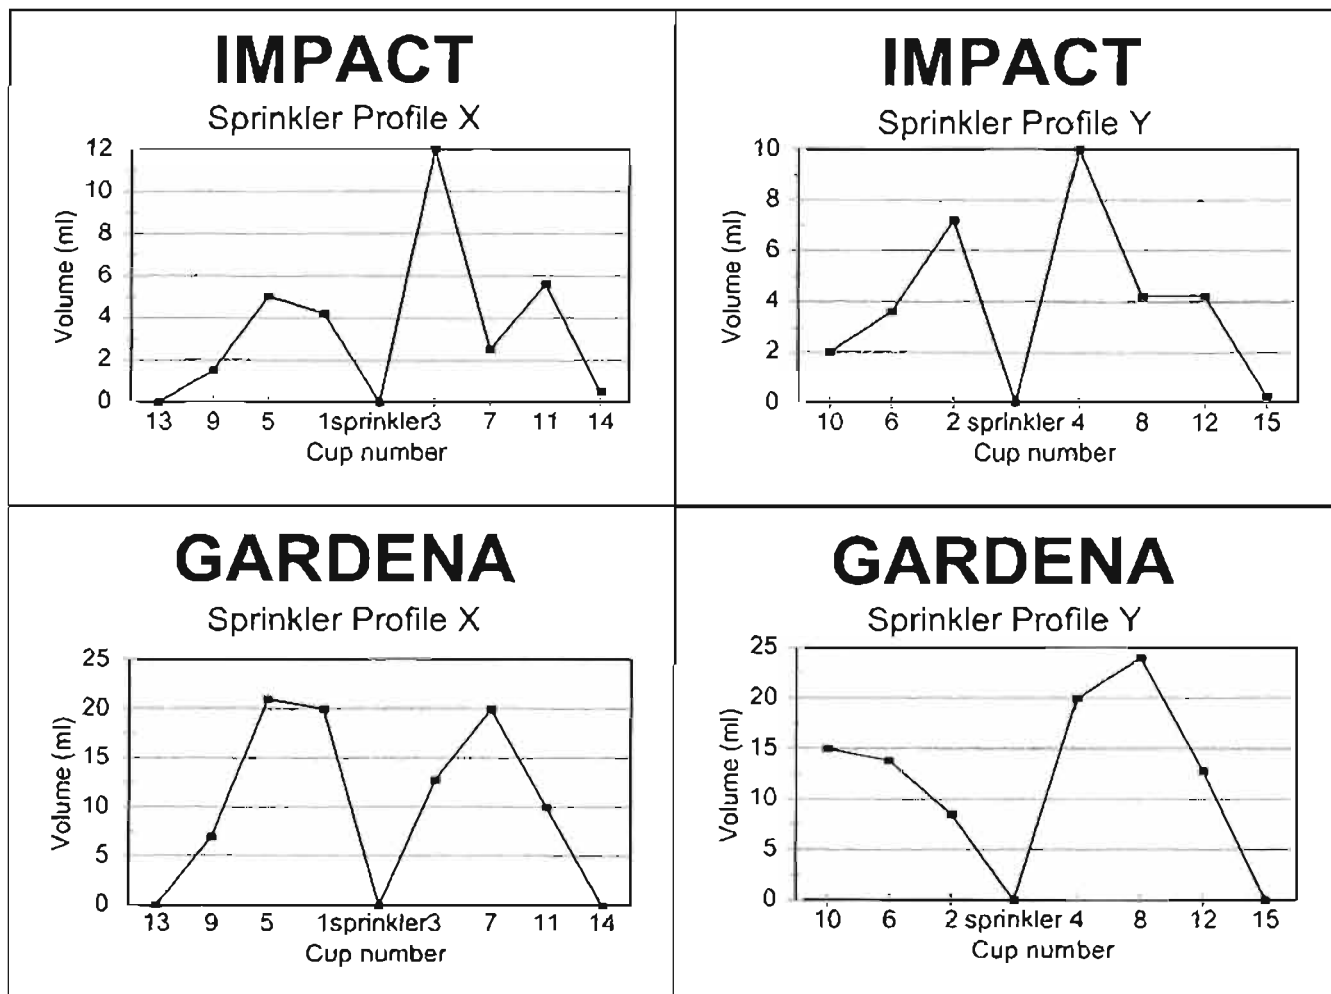 IMPACT
Sprinkler Profile X
12
10
8
6
4
2
0
Volume (ml)
13 9 5 1sprinkler3 7 11 14
Cup number
IMPACT
Sprinkler Profile Y
10
8
6
4
2
0
Volume (ml)
10 6 2 sprinkler 4 8 12 15
Cup number
GARDENA
Sprinkler Profile X
25
20
15
10
5
0
Volume (ml)
13 9 5 1sprinkler3 7 11 14
Cup number
GARDENA
Sprinkler Profile Y
25
20
15
10
5
0
Volume (ml)
10 6 2 sprinkler 4 8 12 15
Cup number